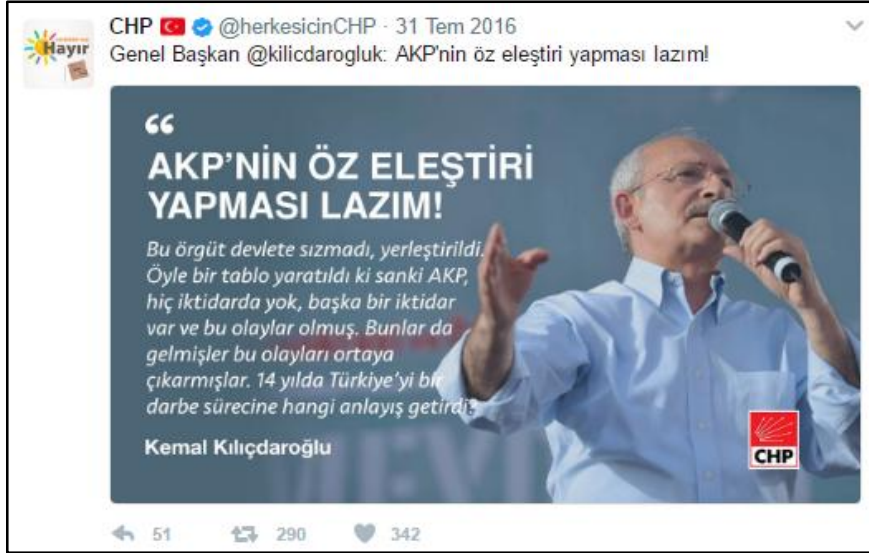 CHP @herkesicinCHP · 31 Tem 2016
Hayır
Genel Başkan @kilicdarogluk: AKP'nin öz eleştiri yapması lazım!
“
AKP’NİN ÖZ ELEŞTİRİ
YAPMASI LAZIM!
Bu örgüt devlete sızmadı, yerleştirildi.
Öyle bir tablo yaratıldı ki sanki AKP,
hiç iktidarda yok, başka bir iktidar
var ve bu olaylar olmuş. Bunlar da
gelmişler bu olayları ortaya
çıkarmışlar. 14 yılda Türkiye’yi bir
darbe sürecine hangi anlayış getirdi?
Kemal Kılıçdaroğlu
CHP
51 290 342